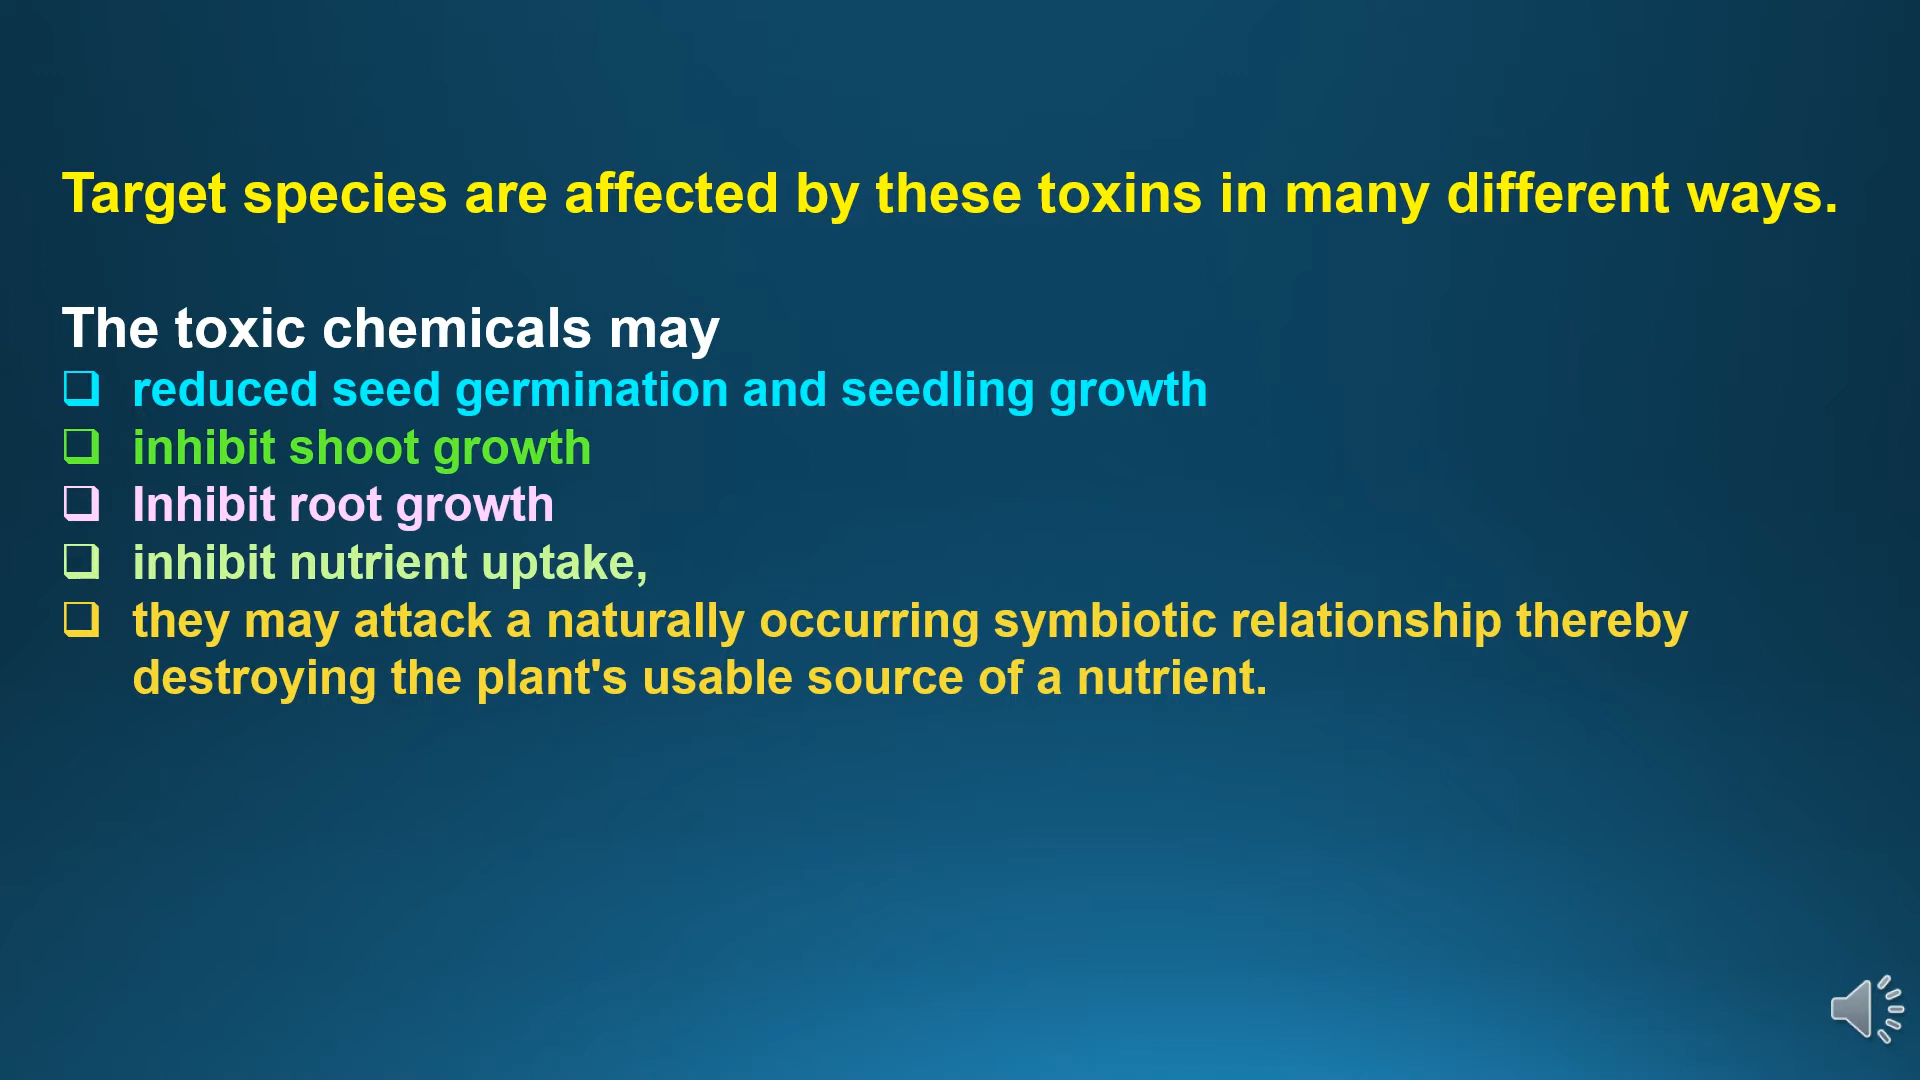 Target species are affected by these toxins in many different ways.
The toxic chemicals may
❑ reduced seed germination and seedling growth
❑ inhibit shoot growth
❑ Inhibit root growth
❑ inhibit nutrient uptake,
❑ they may attack a naturally occurring symbiotic relationship thereby
destroying the plant's usable source of a nutrient.